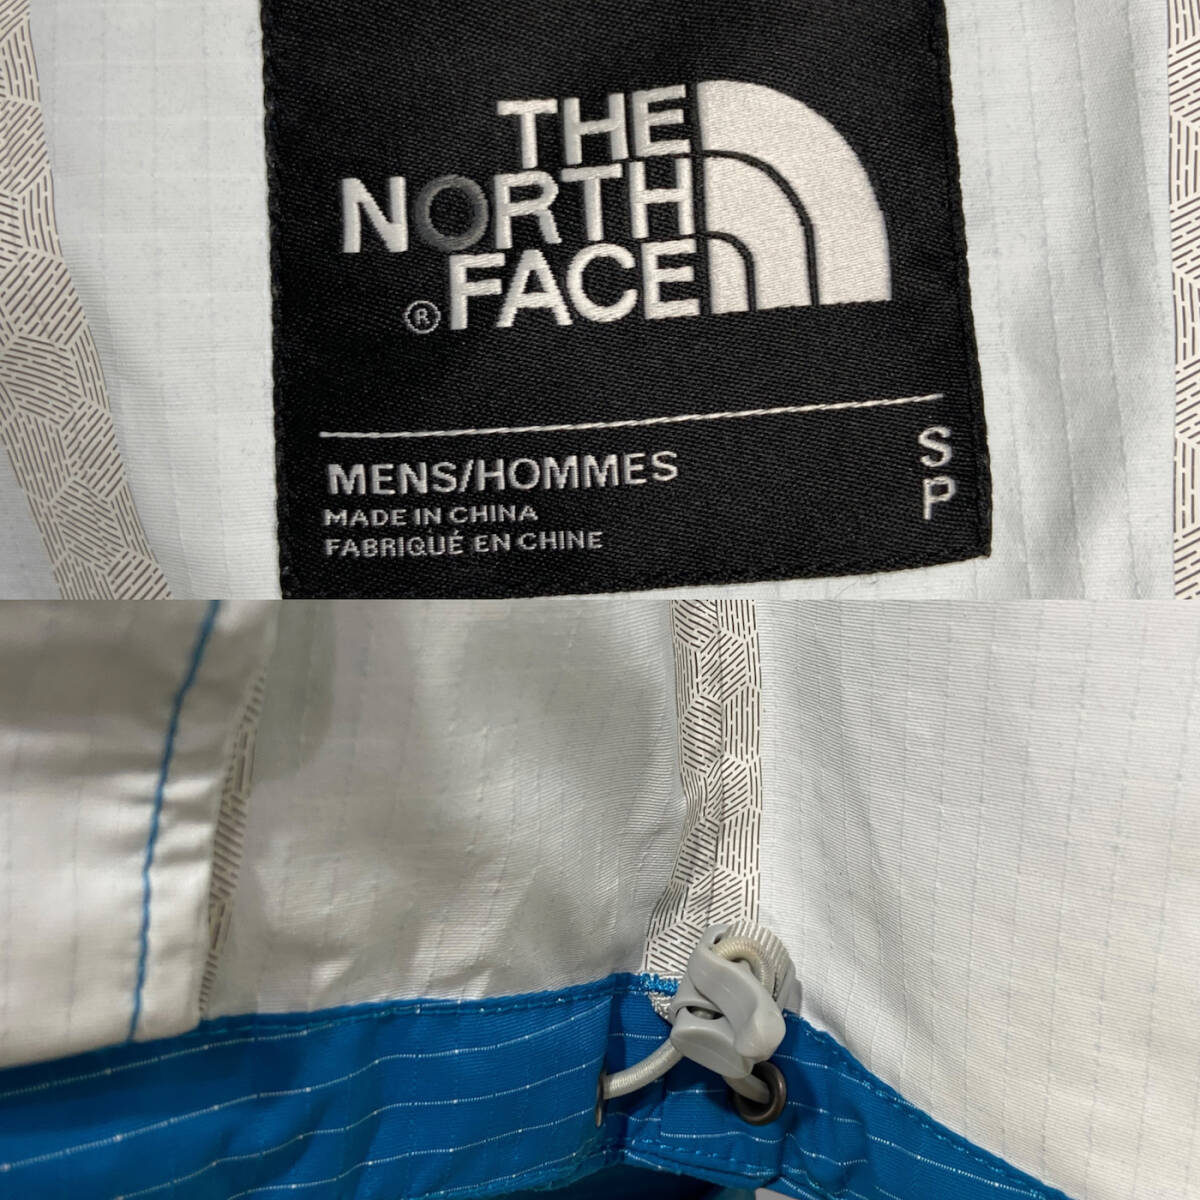 THE
NORTH
® FACE
MENS/HOMMES
S
P
MADE IN CHINA
FABRIQUÉ EN CHINE